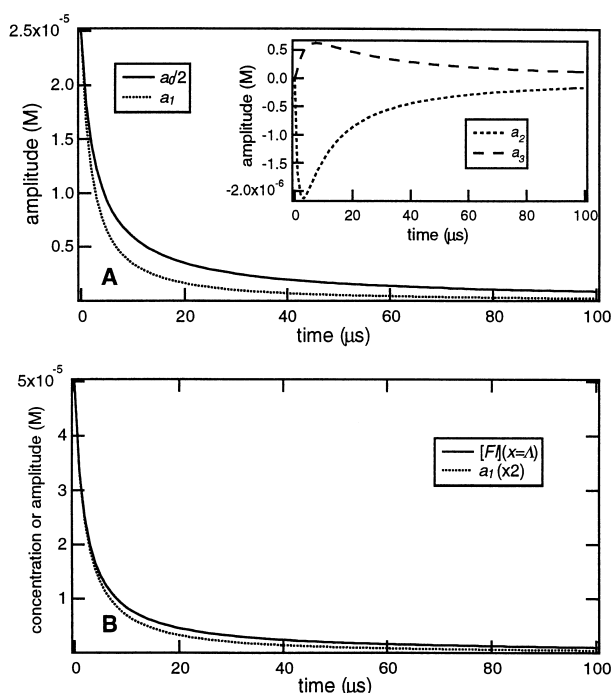 2.5x10⁻⁵
2.0
1.5
1.0
0.5
amplitude (M)
a₀/2
a₁
0.5
0.0
-0.5
-1.0
-1.5
-2.0x10⁻⁶
amplitude (M)
a₂
a₃
0 20 40 60 80 100
time (μs)
A
0 20 40 60 80 100
time (μs)
5x10⁻⁵
4
3
2
1
concentration or amplitude (M)
[Fl](x=Λ)
a₁ (x2)
B
0 20 40 60 80 100
time (μs)